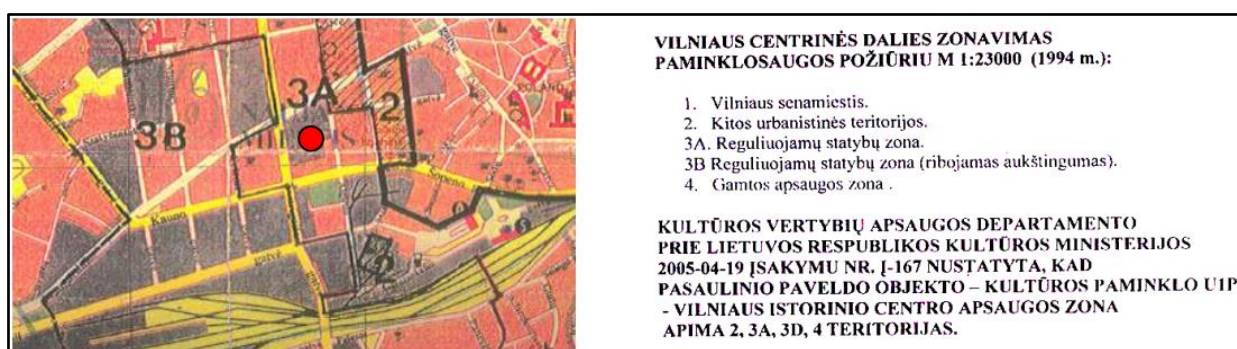 3A
2
3B
Kauno
Šopeno
gatvė
VILNIAUS CENTRINĖS DALIES ZONAVIMAS
PAMINKLOSAUGOS POŽIŪRIU M 1:23000 (1994 m.):
1. Vilniaus senamiestis.
2. Kitos urbanistinės teritorijos.
3A. Reguliuojamų statybų zona.
3B Reguliuojamų statybų zona (ribojamas aukštingumas).
4. Gamtos apsaugos zona .
KULTŪROS VERTYBIŲ APSAUGOS DEPARTAMENTO
PRIE LIETUVOS RESPUBLIKOS KULTŪROS MINISTERIJOS
2005-04-19 ĮSAKYMU NR. Į-167 NUSTATYTA, KAD
PASAULINIO PAVELDO OBJEKTO – KULTŪROS PAMINKLO U1P
- VILNIAUS ISTORINIO CENTRO APSAUGOS ZONA
APIMA 2, 3A, 3D, 4 TERITORIJAS.